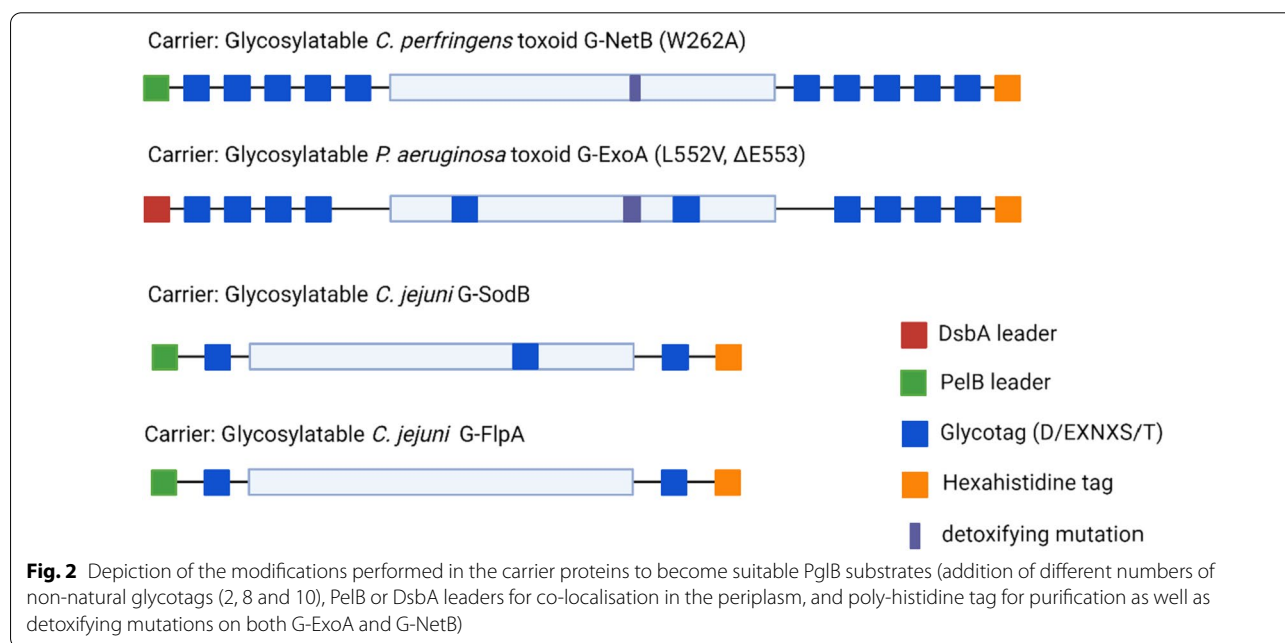 Carrier: Glycosylatable C. perfringens toxoid G-NetB (W262A)
Carrier: Glycosylatable P. aeruginosa toxoid G-ExoA (L552V, ΔE553)
Carrier: Glycosylatable C. jejuni G-SodB
Carrier: Glycosylatable C. jejuni G-FlpA
DsbA leader
PelB leader
Glycotag (D/EXNXS/T)
Hexahistidine tag
detoxifying mutation
Fig. 2 Depiction of the modifications performed in the carrier proteins to become suitable PglB substrates (addition of different numbers of
non-natural glycotags (2, 8 and 10), PelB or DsbA leaders for co-localisation in the periplasm, and poly-histidine tag for purification as well as
detoxifying mutations on both G-ExoA and G-NetB)